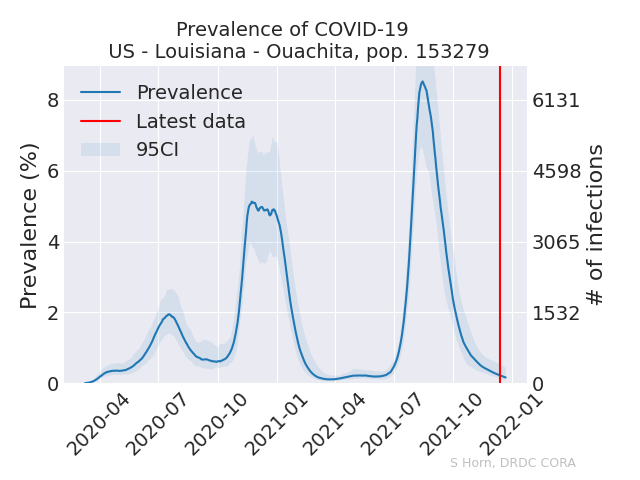 Prevalence of COVID-19
US - Louisiana - Ouachita, pop. 153279
Prevalence
Latest data
95CI
Prevalence (%)
8
6
4
2
0
6131
4598
3065
1532
0
# of infections
2020-04
2020-07
2020-10
2021-01
2021-04
2021-07
2021-10
2022-01
S Horn, DRDC CORA